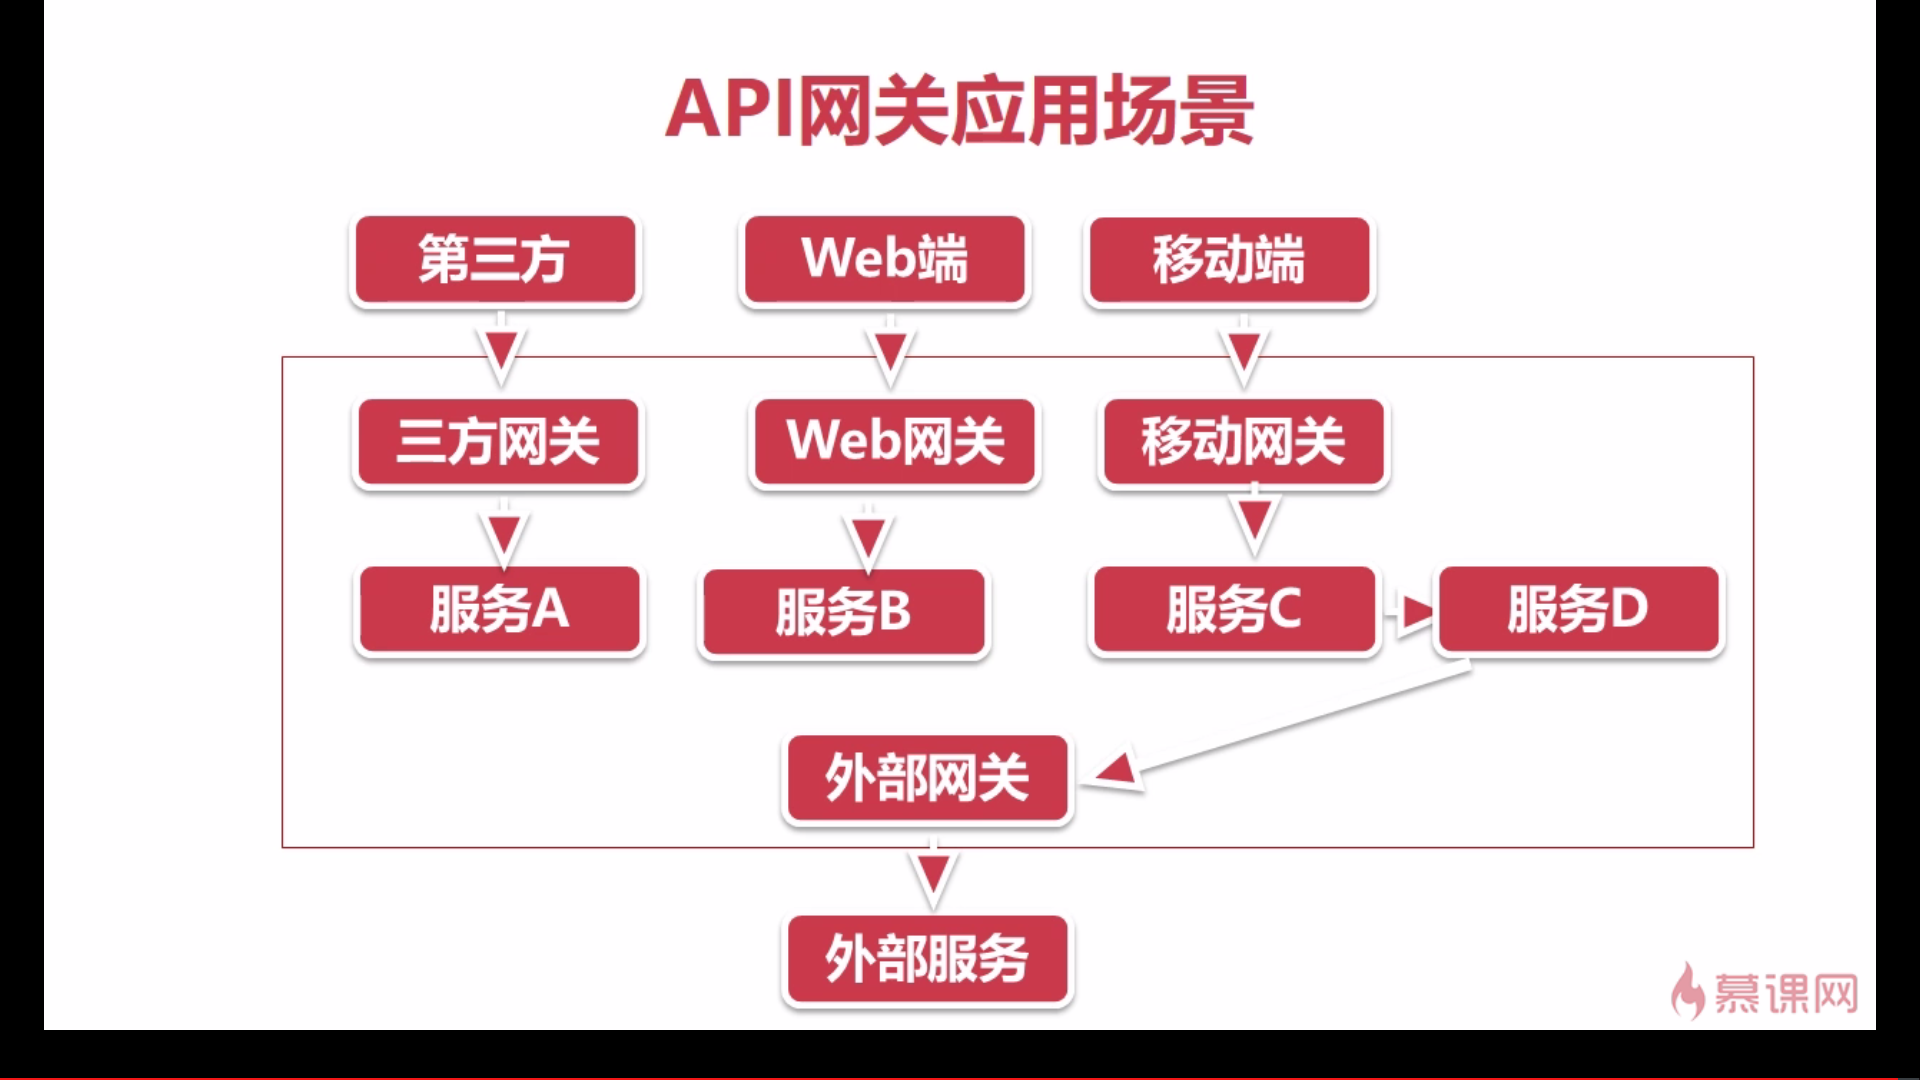 API网关应用场景
第三方
Web端
移动端
三方网关
Web网关
移动网关
服务A
服务B
服务C
服务D
外部网关
外部服务
慕课网